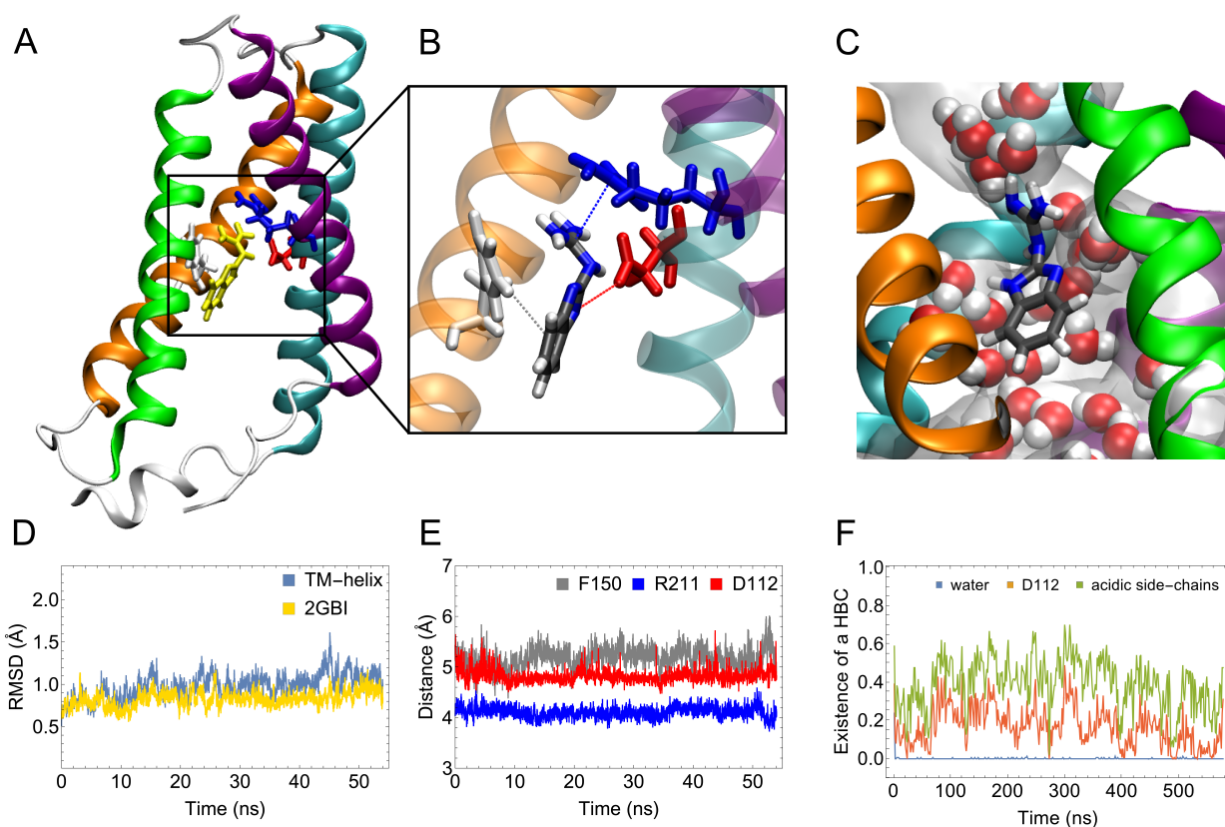 A
B
C
D
TM−helix
2GBI
RMSD (Å)
2.0
1.5
1.0
0.5
0
10
20
30
40
50
Time (ns)
E
F150
R211
D112
Distance (Å)
7
6
5
4
3
0
10
20
30
40
50
Time (ns)
F
water
D112
acidic side−chains
Existence of a HBC
1.0
0.8
0.6
0.4
0.2
0.0
0
100
200
300
400
500
Time (ns)